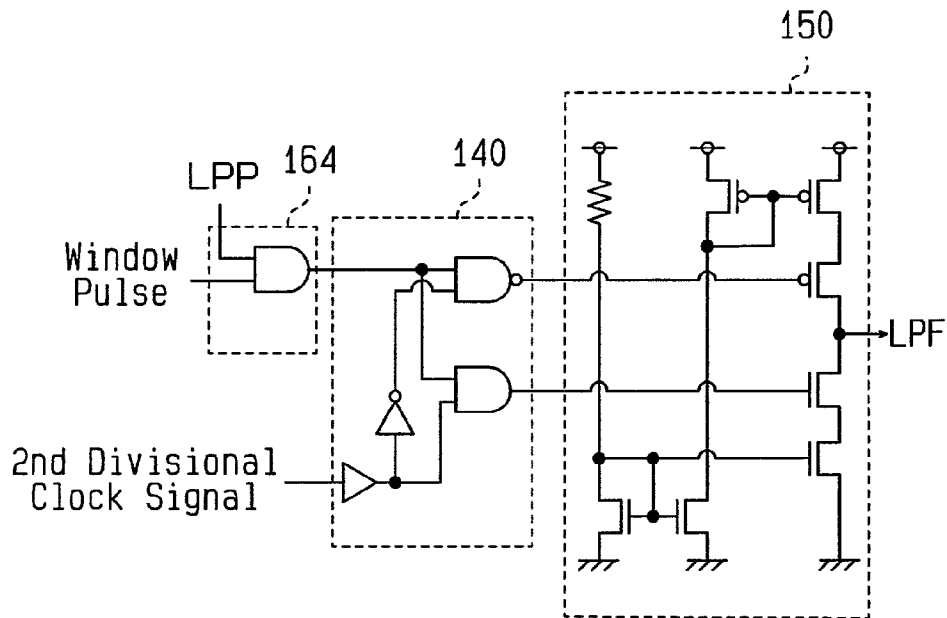 150
164
140
LPP
Window
Pulse
LPF
2nd Divisional
Clock Signal